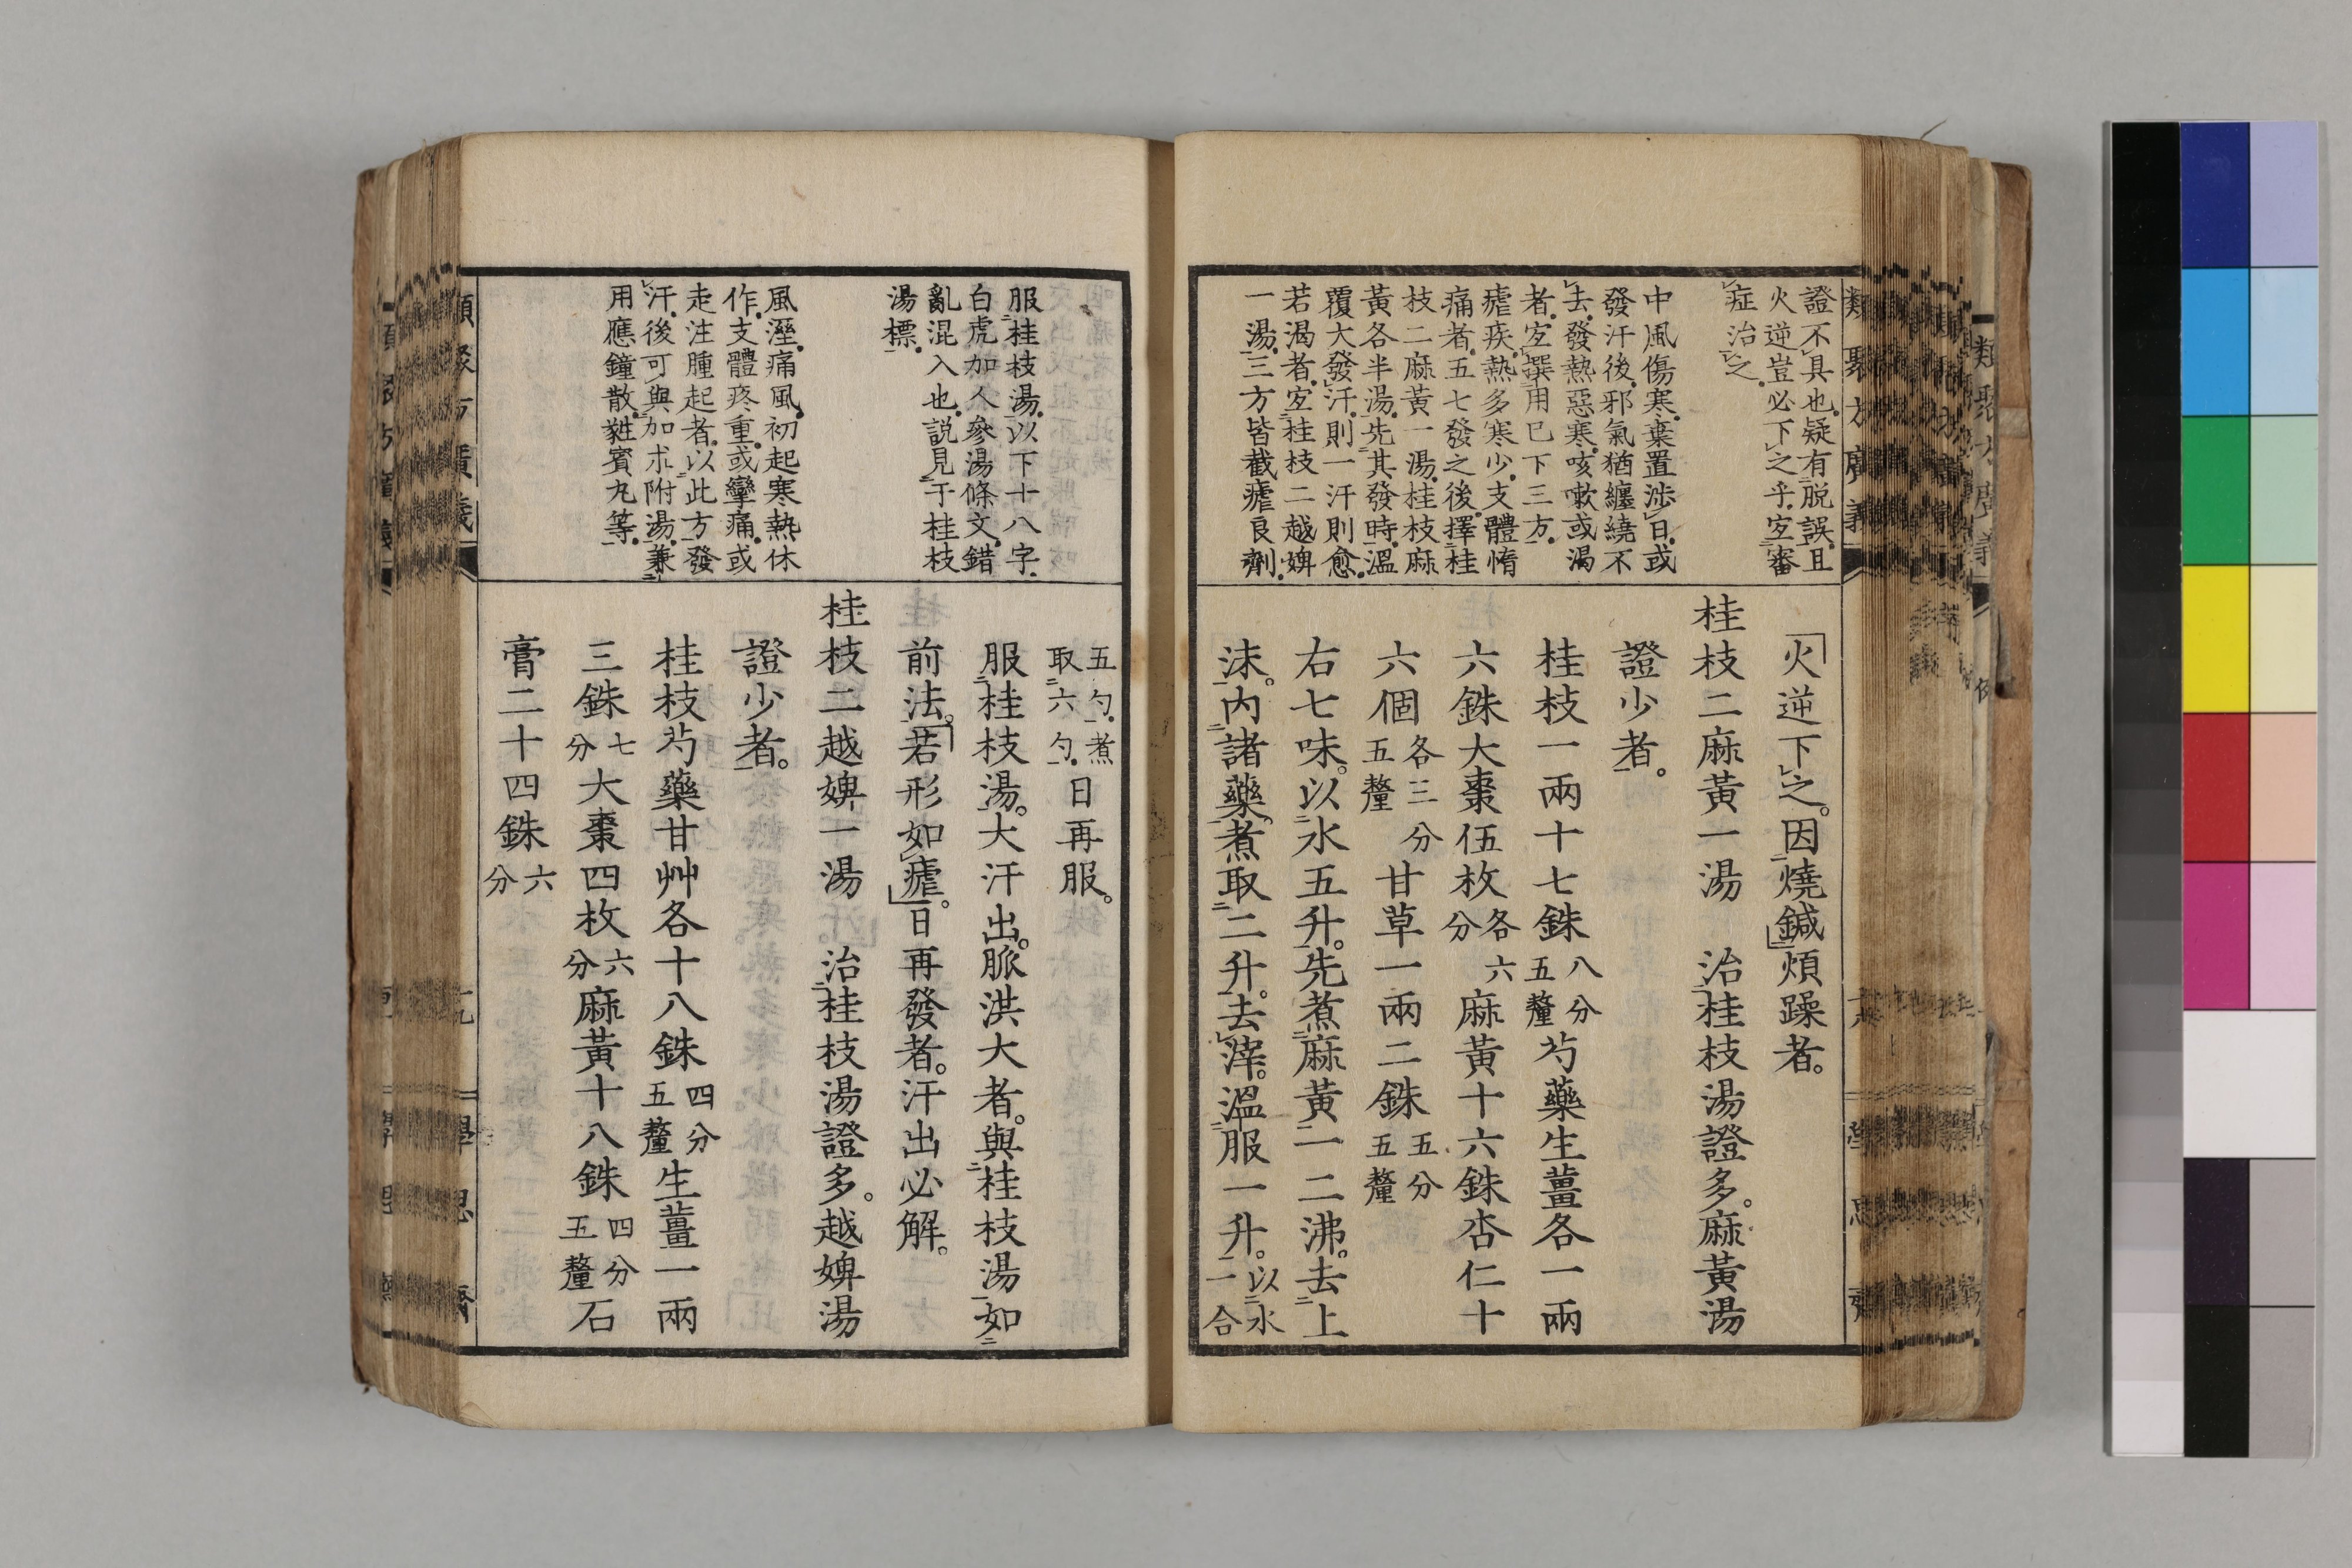 證不具也疑有脱誤且
火逆豈必下之乎宜審
症治之
中風傷寒棄置渉日或
發汗後邪氣猶纏繞不
去發熱惡寒咳嗽或渴
者宜撰用已下三方
瘧疾熱多寒少支體惰
痛者五七發之後擇桂
枝二麻黃一湯桂枝麻
黃各半湯先其發時溫
覆大發汗則一汗則愈
若渴者宜桂枝二越婢
一湯三方皆截瘧良劑
火逆下之。因燒鍼煩躁者。
桂枝二麻黃一湯 治桂枝湯證多。麻黃湯
證少者。
桂枝一兩十七銖八分五釐芍藥生薑各一兩
六銖大棗伍枚各六分麻黃十六銖杏仁十
六個各三分五釐甘草一兩二銖五分五釐
右七味。以水五升。先煮麻黃一二沸。去上
沫。內諸藥。煮取二升。去滓。溫服一升。以水一合
服桂枝湯以下十八字
白虎加人參湯條文錯
亂混入也説見于桂枝
湯標
風溼痛風初起寒熱休
作支體疼重或攣痛或
走注腫起者以此方發
汗後可與加朮附湯兼
用應鐘散蕤賓丸等
五勺煮取六勺日再服。
服桂枝湯。大汗出。脈洪大者。與桂枝湯如
前法。若形如瘧。日再發者。汗出必解。
桂枝二越婢一湯 治桂枝湯證多。越婢湯
證少者。
桂枝芍藥甘艸各十八銖四分五釐生薑一兩
三銖七分大棗四枚六分麻黃十八銖四分五釐石
膏二十四銖六分